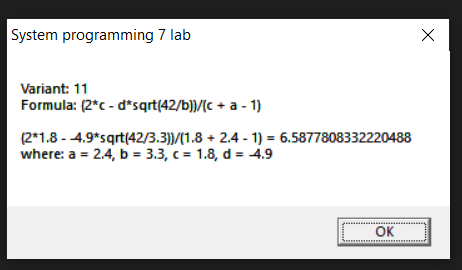 System programming 7 lab
Variant: 11
Formula: (2*c - d*sqrt(42/b))/(c + a - 1)
(2*1.8 - -4.9*sqrt(42/3.3))/(1.8 + 2.4 - 1) = 6.5877808332220488
where: a = 2.4, b = 3.3, c = 1.8, d = -4.9
OK